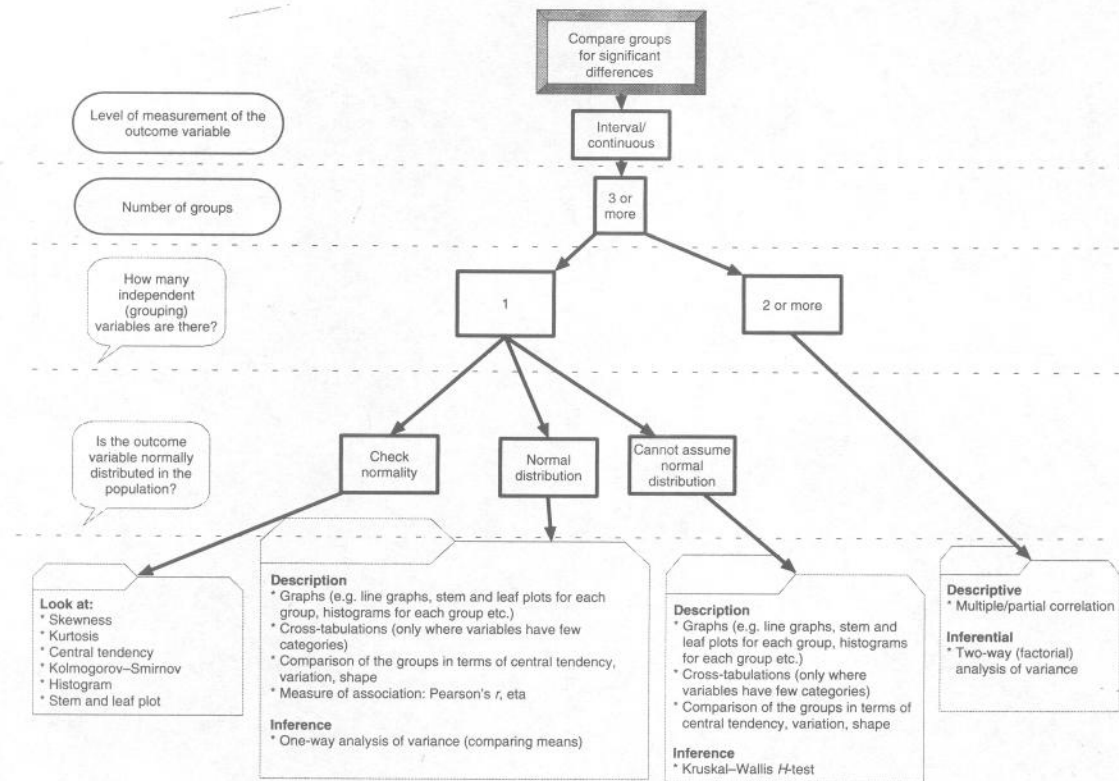 Compare groups
for significant
differences
Level of measurement of the
outcome variable
Interval/
continuous
Number of groups
3 or
more
How many
independent
(grouping)
variables are there?
1
2 or more
Is the outcome
variable normally
distributed in the
population?
Check
normality
Normal
distribution
Cannot assume
normal
distribution
Look at:
* Skewness
* Kurtosis
* Central tendency
* Kolmogorov–Smirnov
* Histogram
* Stem and leaf plot
Description
* Graphs (e.g. line graphs, stem and leaf plots for each
group, histograms for each group etc.)
* Cross-tabulations (only where variables have few
categories)
* Comparison of the groups in terms of central tendency,
variation, shape
* Measure of association: Pearson's r, eta
Inference
* One-way analysis of variance (comparing means)
Description
* Graphs (e.g. line graphs, stem and
leaf plots for each group, histograms
for each group etc.)
* Cross-tabulations (only where
variables have few categories)
* Comparison of the groups in terms of
central tendency, variation, shape
Inference
* Kruskal–Wallis H-test
Descriptive
* Multiple/partial correlation
Inferential
* Two-way (factorial)
analysis of variance